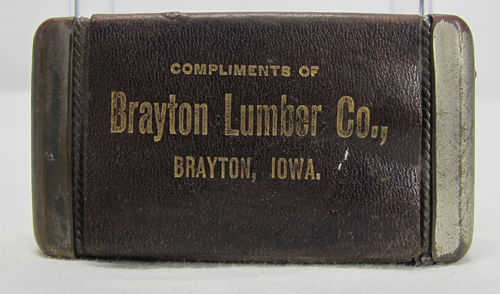 COMPLIMENTS OF
Brayton Lumber Co.,
BRAYTON, IOWA.